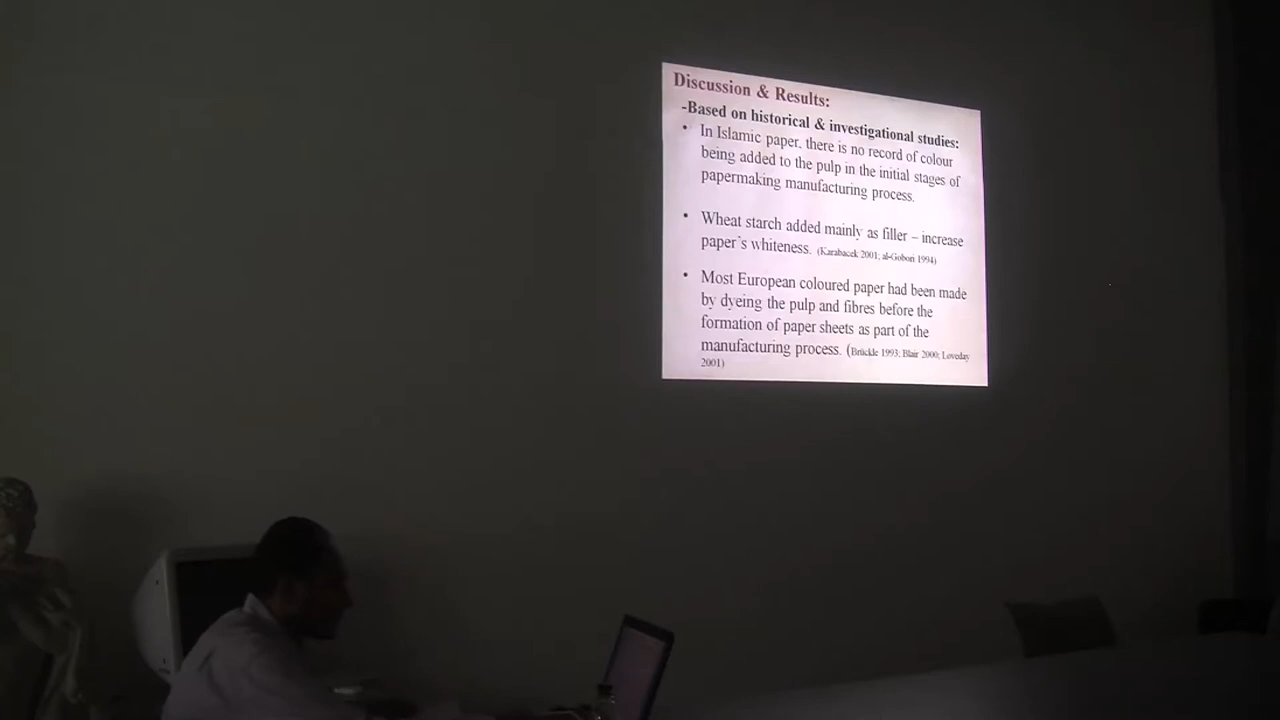 Discussion & Results:
-Based on historical & investigational studies:
• In Islamic paper, there is no record of colour
being added to the pulp in the initial stages of
papermaking manufacturing process.
• Wheat starch added mainly as filler – increase
paper's whiteness. (Karabacek 2001; al-Gobori 1994)
• Most European coloured paper had been made
by dyeing the pulp and fibres before the
formation of paper sheets as part of the
manufacturing process. (Brückle 1993; Blair 2000; Loveday
2001)